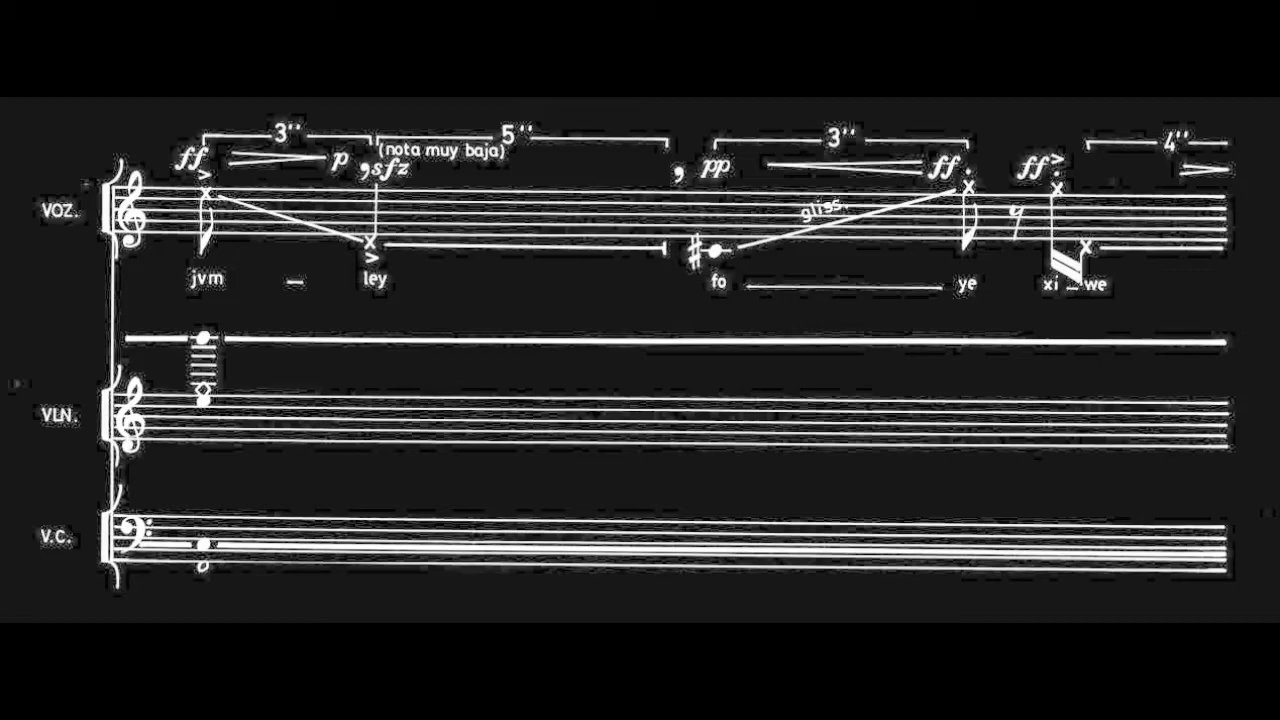 3'' 5'' 3'' 4''
(nota muy baja)
ff p , sfz , pp ff ff
VOZ.
gliss.
jvm - ley fo ye xi - we
VLN.
V.C.